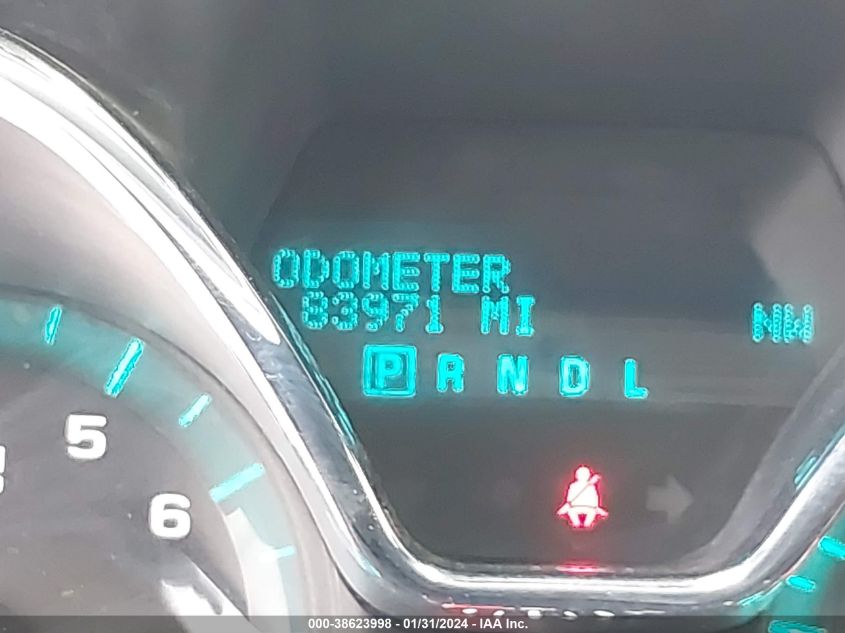 ODOMETER
83971 MI
NW
P R N D L
5
6
000-38623998 - 01/31/2024 - IAA Inc.